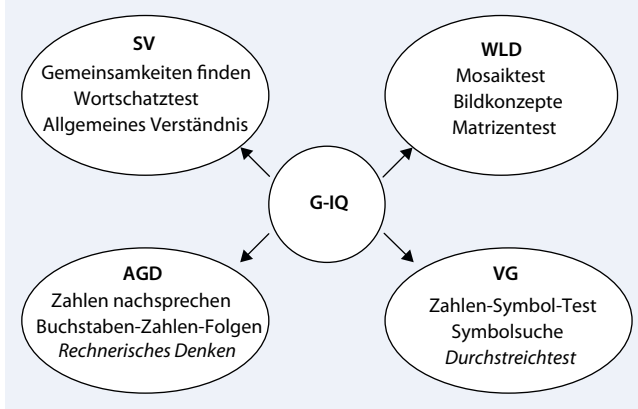 SV
Gemeinsamkeiten finden
Wortschatztest
Allgemeines Verständnis
WLD
Mosaiktest
Bildkonzepte
Matrizentest
G-IQ
AGD
Zahlen nachsprechen
Buchstaben-Zahlen-Folgen
Rechnerisches Denken
VG
Zahlen-Symbol-Test
Symbolsuche
Durchstreichtest